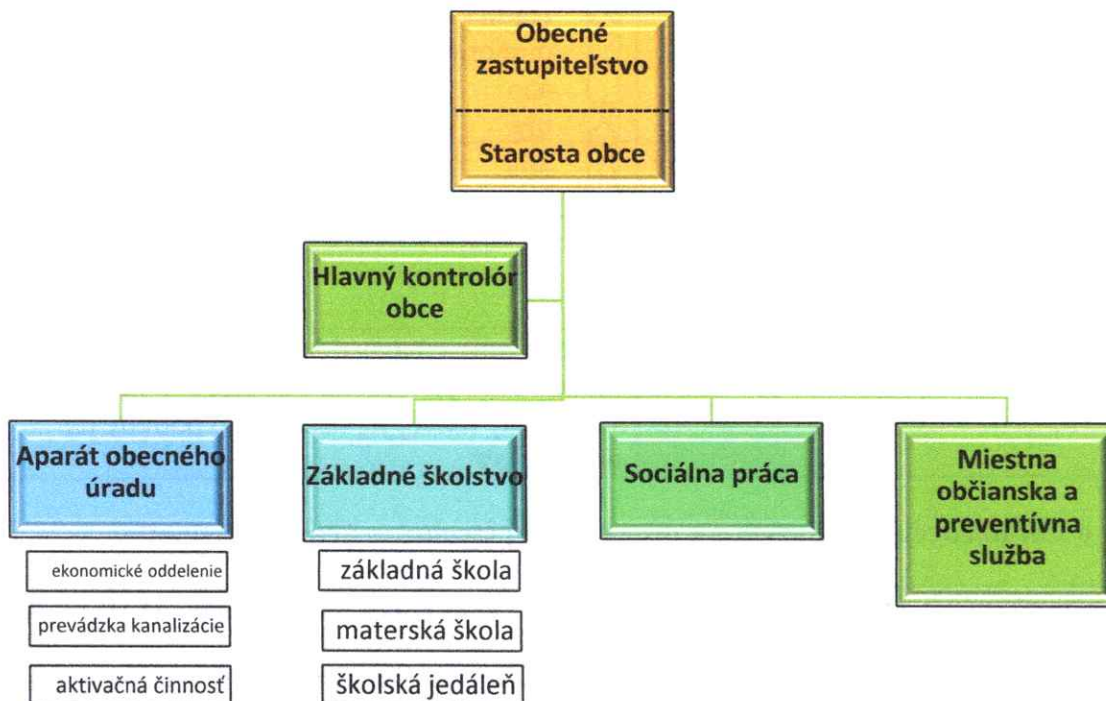 Obecné
zastupiteľstvo
Starosta obce
Hlavný kontrolór
obce
Aparát obecného
úradu
ekonomické oddelenie
prevádzka kanalizácie
aktivačná činnosť
Základné školstvo
základná škola
materská škola
školská jedáleň
Sociálna práca
Miestna
občianska a
preventívna
služba